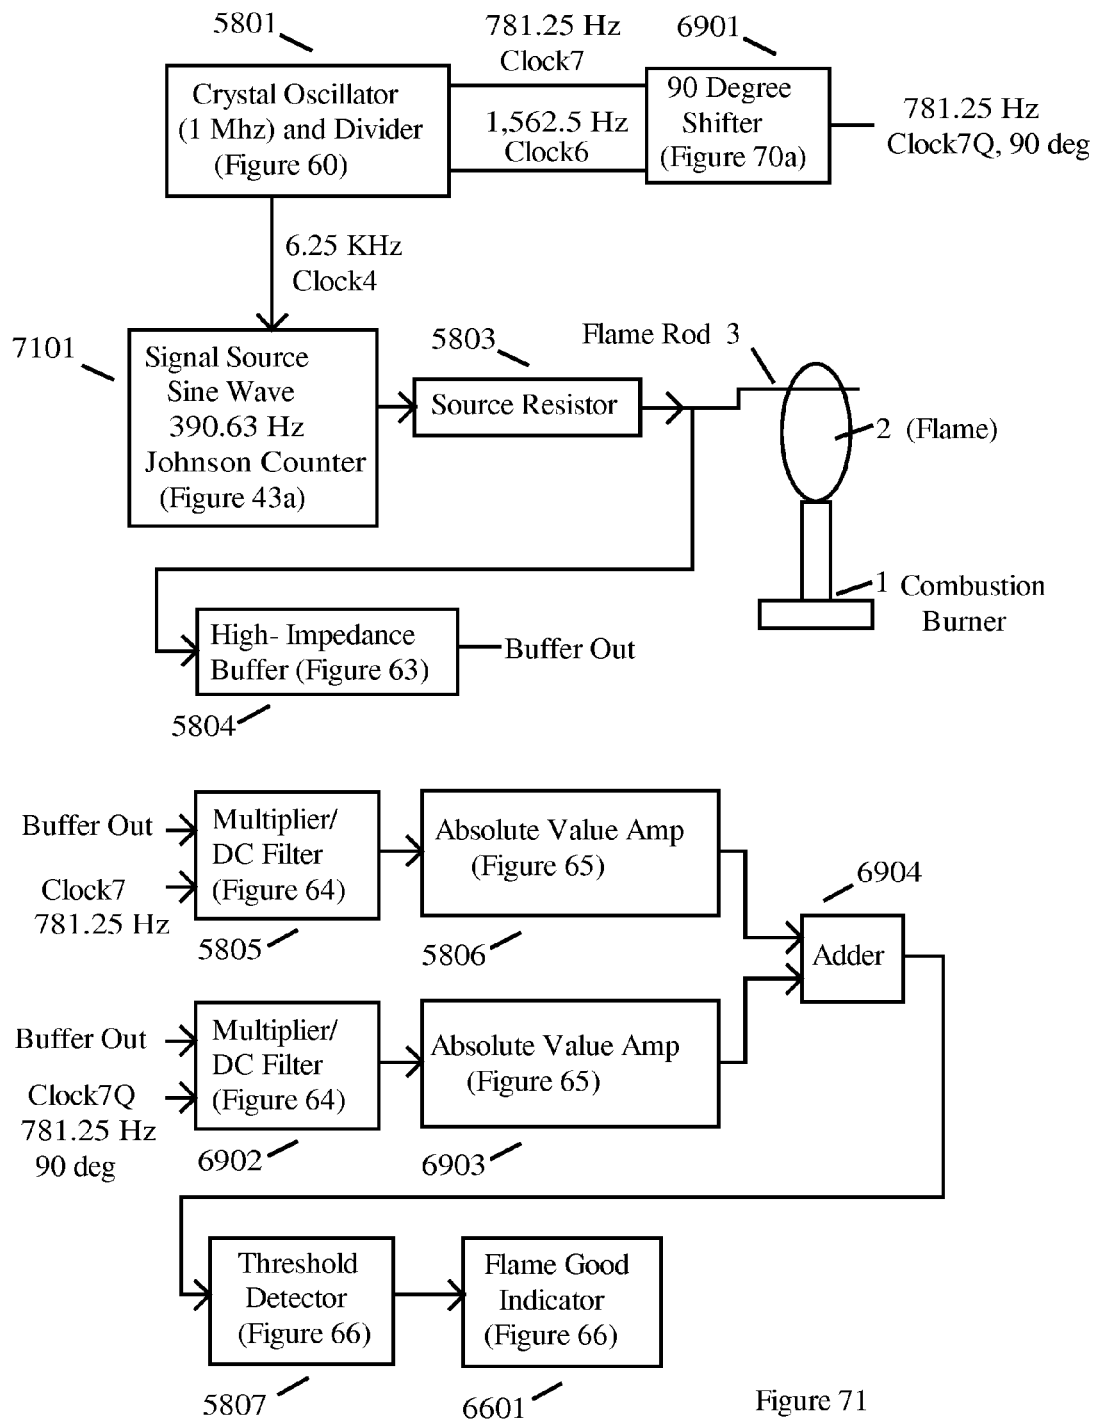 5801
781.25 Hz
Clock7
6901
Crystal Oscillator
(1 Mhz) and Divider
(Figure 60)
1,562.5 Hz
Clock6
90 Degree
Shifter
(Figure 70a)
781.25 Hz
Clock7Q, 90 deg
6.25 KHz
Clock4
7101
Signal Source
Sine Wave
390.63 Hz
Johnson Counter
(Figure 43a)
5803
Source Resistor
Flame Rod 3
2 (Flame)
1 Combustion
Burner
High- Impedance
Buffer (Figure 63)
Buffer Out
5804
Buffer Out
Clock7
781.25 Hz
Multiplier/
DC Filter
(Figure 64)
5805
Absolute Value Amp
(Figure 65)
5806
6904
Adder
Buffer Out
Clock7Q
781.25 Hz
90 deg
Multiplier/
DC Filter
(Figure 64)
6902
Absolute Value Amp
(Figure 65)
6903
Threshold
Detector
(Figure 66)
5807
Flame Good
Indicator
(Figure 66)
6601
Figure 71